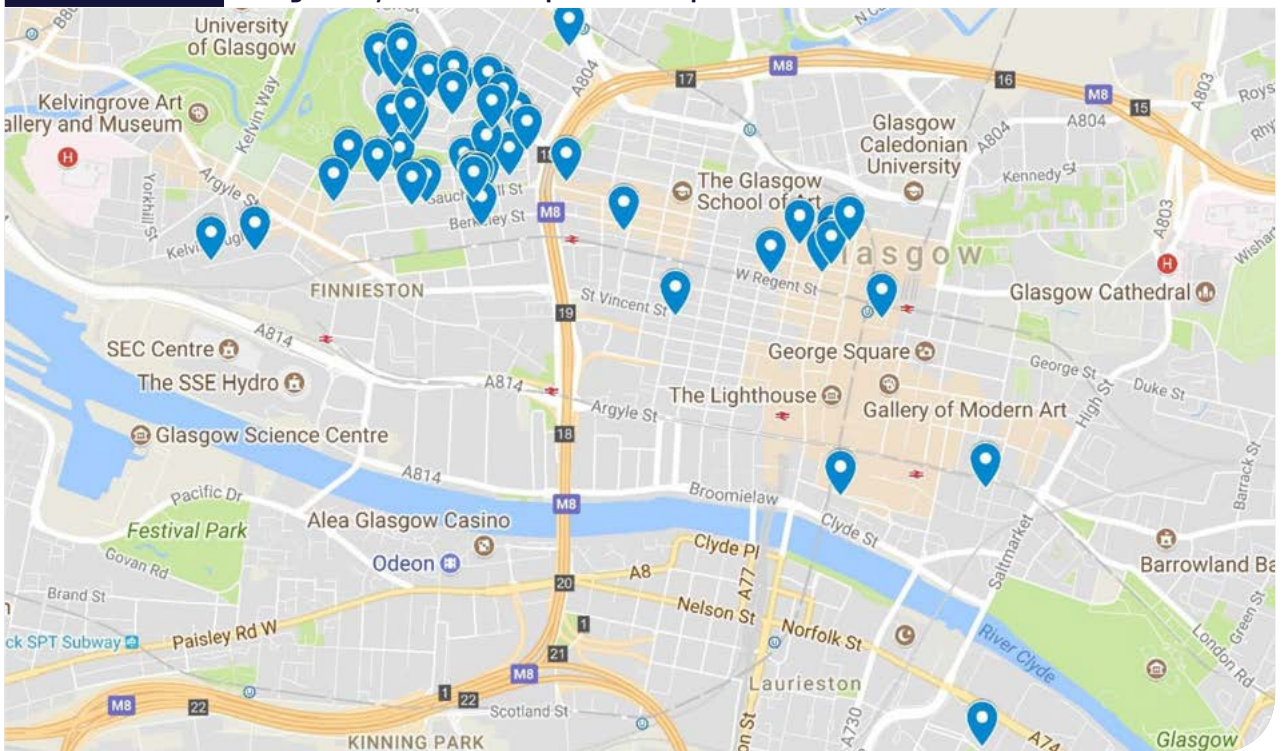 University
of Glasgow
A804
17
M8
16
M8
15
A803
Kelvin Way
Kelvingrove Art
allery and Museum
H
Glasgow
Caledonian
University
A804
A804
Kennedy St
Argyle St
Yorkhill St
The Glasgow
School of Art
A803
Berkeley St
M8
H
W Regent St
Glasgow Cathedral
FINNIESTON
St Vincent St
19
A814
SEC Centre
George Square
George St
The SSE Hydro
A814
The Lighthouse
Duke St
Argyle St
Gallery of Modern Art
High St
Glasgow Science Centre
18
A814
Barrack St
Pacific Dr
Broomielaw
M8
Festival Park
Alea Glasgow Casino
Clyde St
Saltmarket
Govan Rd
Odeon
Clyde Pl
Barrowland Ba
A8
A77
20
Brand St
Nelson St
Green St
ck SPT Subway
Paisley Rd W
1
Norfolk St
River Clyde
London Rd
21
M8
Laurieston
M8
22
1
22
Scotland St
A730
KINNING PARK
A74
Glasgow